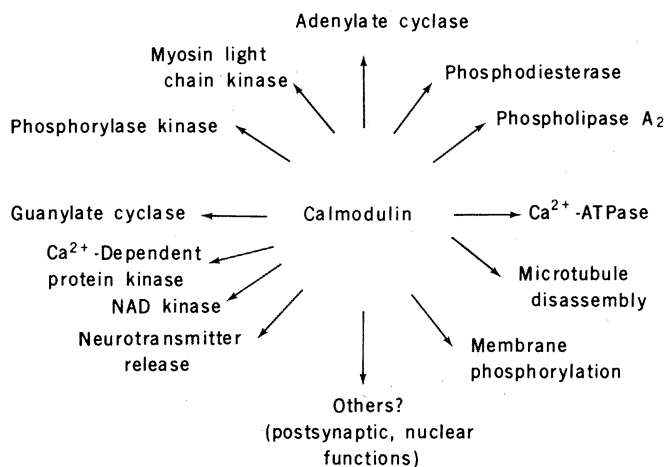 Adenylate cyclase
Myosin light
chain kinase
Phosphodiesterase
Phosphorylase kinase
Phospholipase A₂
Guanylate cyclase
Calmodulin
Ca²⁺-ATPase
Ca²⁺-Dependent
protein kinase
NAD kinase
Microtubule
disassembly
Neurotransmitter
release
Membrane
phosphorylation
Others?
(postsynaptic, nuclear
functions)